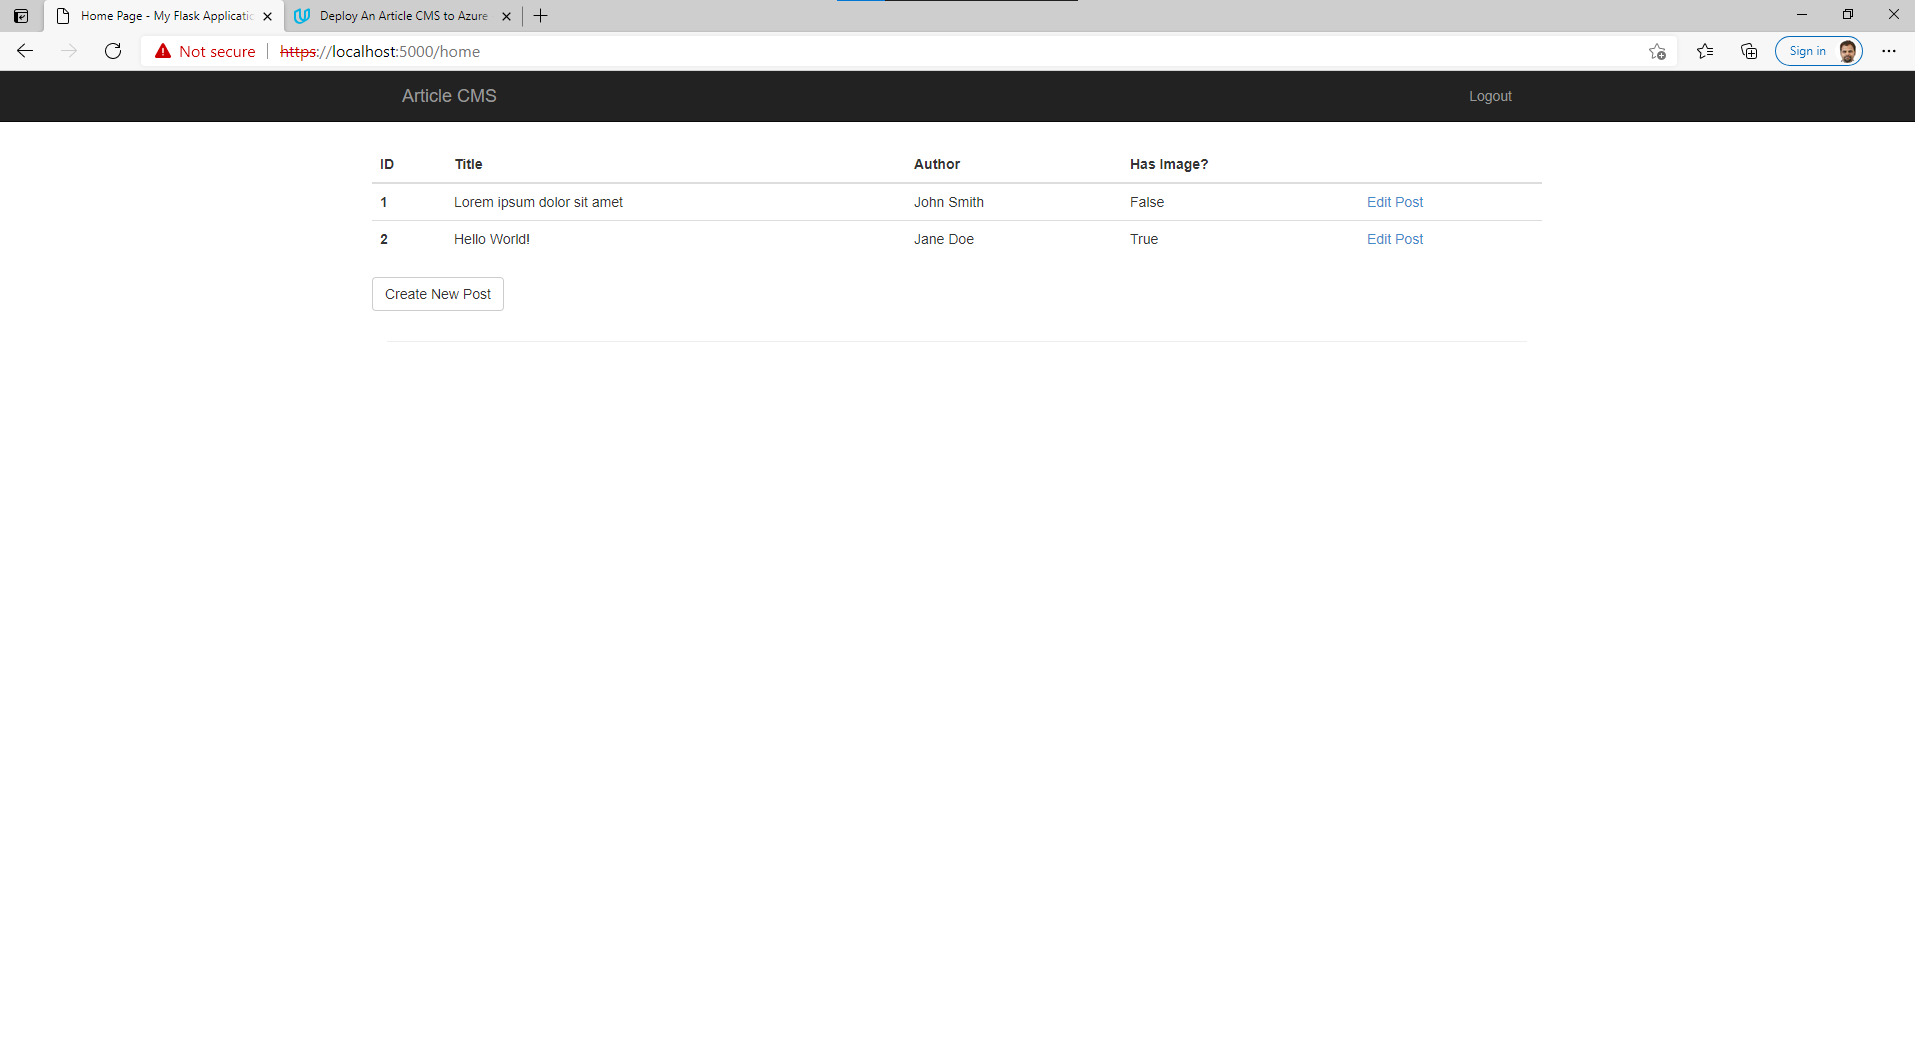 Home Page - My Flask Applicatic
Deploy An Article CMS to Azure
Not secure
https://localhost:5000/home
Sign in
Article CMS
Logout
ID Title Author Has Image?
1 Lorem ipsum dolor sit amet John Smith False Edit Post
2 Hello World! Jane Doe True Edit Post
Create New Post